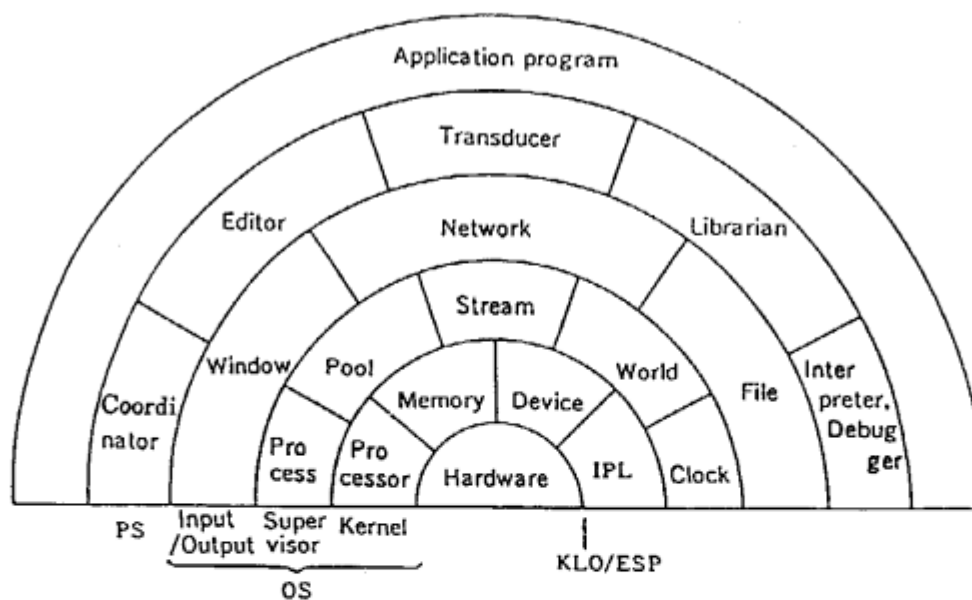 Application program
Transducer
Editor
Network
Librarian
Stream
Window
Pool
World
Memory
Device
File
Inter
preter,
Debug
ger
Coordi
nator
Pro
cess
Pro
cessor
Hardware
IPL
Clock
PS
Input
/Output
Super
visor
Kernel
OS
KLO/ESP